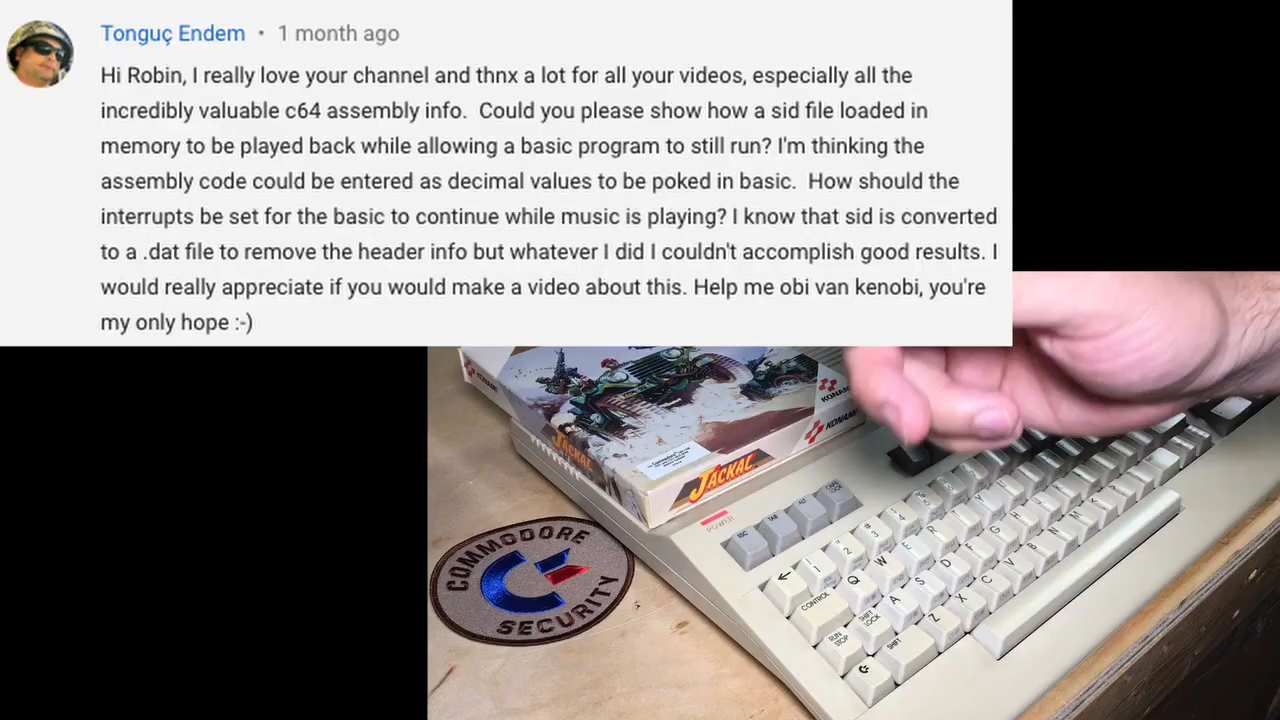 Tonguç Endem • 1 month ago
Hi Robin, I really love your channel and thnx a lot for all your videos, especially all the
incredibly valuable c64 assembly info.  Could you please show how a sid file loaded in
memory to be played back while allowing a basic program to still run? I'm thinking the
assembly code could be entered as decimal values to be poked in basic.  How should the
interrupts be set for the basic to continue while music is playing? I know that sid is converted
to a .dat file to remove the header info but whatever I did I couldn't accomplish good results. I
would really appreciate if you would make a video about this. Help me obi van kenobi, you're
my only hope :-)
KONAMI
KONAMI
KONAMI
JACKAL
JACKAL
POWER
ESC
TAB
ALT
CAPS
LOCK
COMMODORE
SECURITY
←
! 1
" 2
# 3
$ 4
CONTROL
Q
W
E
R
RUN
STOP
SHIFT
LOCK
A
S
D
F
G
H
SHIFT
Z
X
C
V
B
N
M